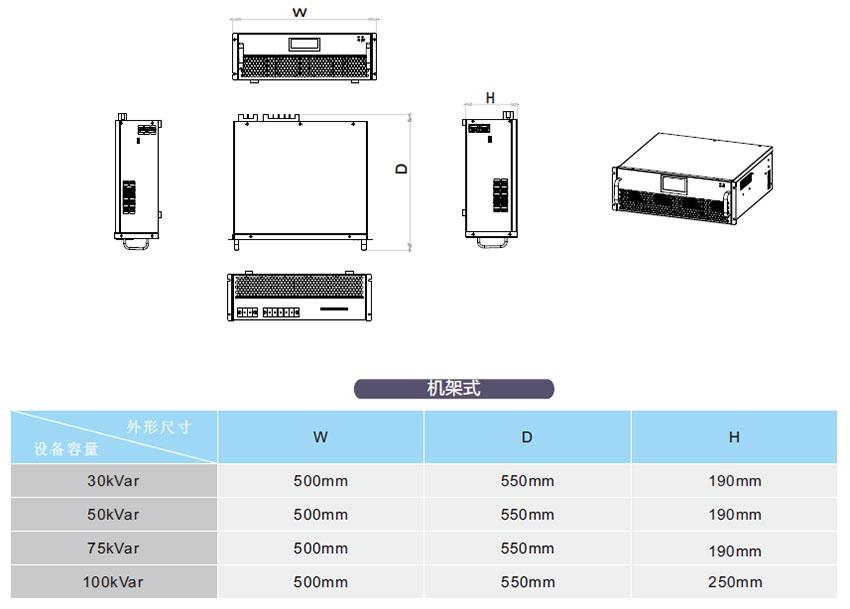 W
H
D
机架式
外形尺寸
设备容量
W D H
30kVar 500mm 550mm 190mm
50kVar 500mm 550mm 190mm
75kVar 500mm 550mm 190mm
100kVar 500mm 550mm 250mm